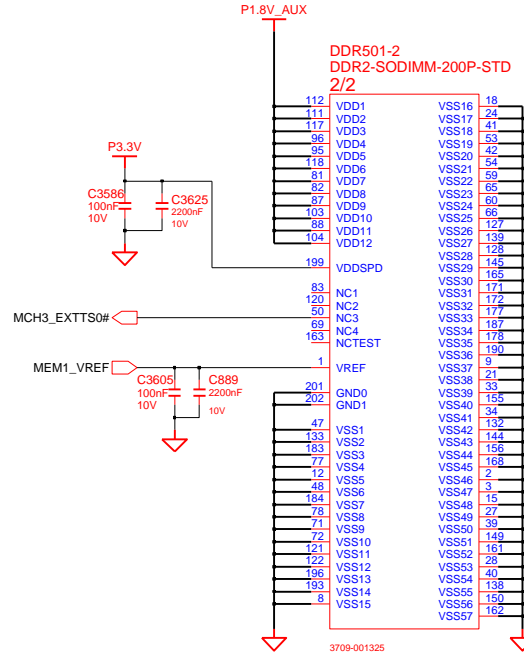 P1.8V_AUX
DDR501-2
DDR2-SODIMM-200P-STD
2/2
P3.3V
C3586
100nF
10V
C3625
2200nF
10V
MCH3_EXTTS0#
MEM1_VREF
C3605
100nF
10V
C889
2200nF
10V
112 VDD1
111 VDD2
117 VDD3
96 VDD4
95 VDD5
118 VDD6
81 VDD7
82 VDD8
87 VDD9
103 VDD10
88 VDD11
104 VDD12
199 VDDSPD
83 NC1
120 NC2
50 NC3
69 NC4
163 NCTEST
1 VREF
201 GND0
202 GND1
47 VSS1
133 VSS2
183 VSS3
77 VSS4
12 VSS5
48 VSS6
184 VSS7
78 VSS8
71 VSS9
72 VSS10
121 VSS11
122 VSS12
196 VSS13
193 VSS14
8 VSS15
VSS16 18
VSS17 24
VSS18 41
VSS19 53
VSS20 42
VSS21 54
VSS22 59
VSS23 65
VSS24 60
VSS25 66
VSS26 127
VSS27 139
VSS28 128
VSS29 145
VSS30 165
VSS31 171
VSS32 172
VSS33 177
VSS34 187
VSS35 178
VSS36 190
VSS37 9
VSS38 21
VSS39 33
VSS40 155
VSS41 34
VSS42 132
VSS43 144
VSS44 156
VSS45 168
VSS46 2
VSS47 3
VSS48 15
VSS49 27
VSS50 39
VSS51 149
VSS52 161
VSS53 28
VSS54 40
VSS55 138
VSS56 150
VSS57 162
3709-001325